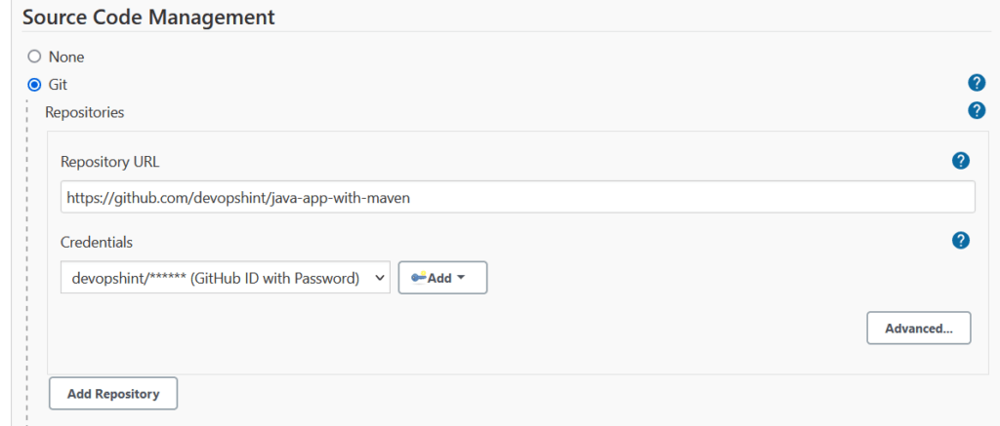 Source Code Management
None
Git
?
Repositories
?
Repository URL
?
https://github.com/devopshint/java-app-with-maven
Credentials
?
devopshint/****** (GitHub ID with Password)
Add
Advanced...
Add Repository